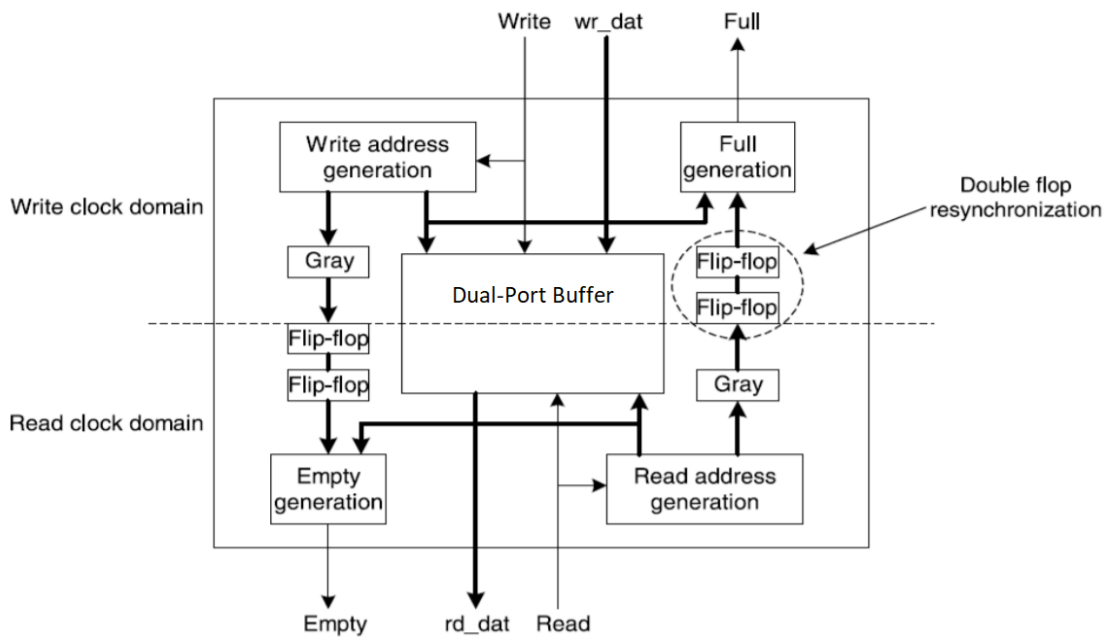 Write
wr_dat
Full
Write address
generation
Full
generation
Write clock domain
Double flop
resynchronization
Gray
Flip-flop
Dual-Port Buffer
Flip-flop
Flip-flop
Flip-flop
Gray
Read clock domain
Empty
generation
Read address
generation
Empty
rd_dat
Read